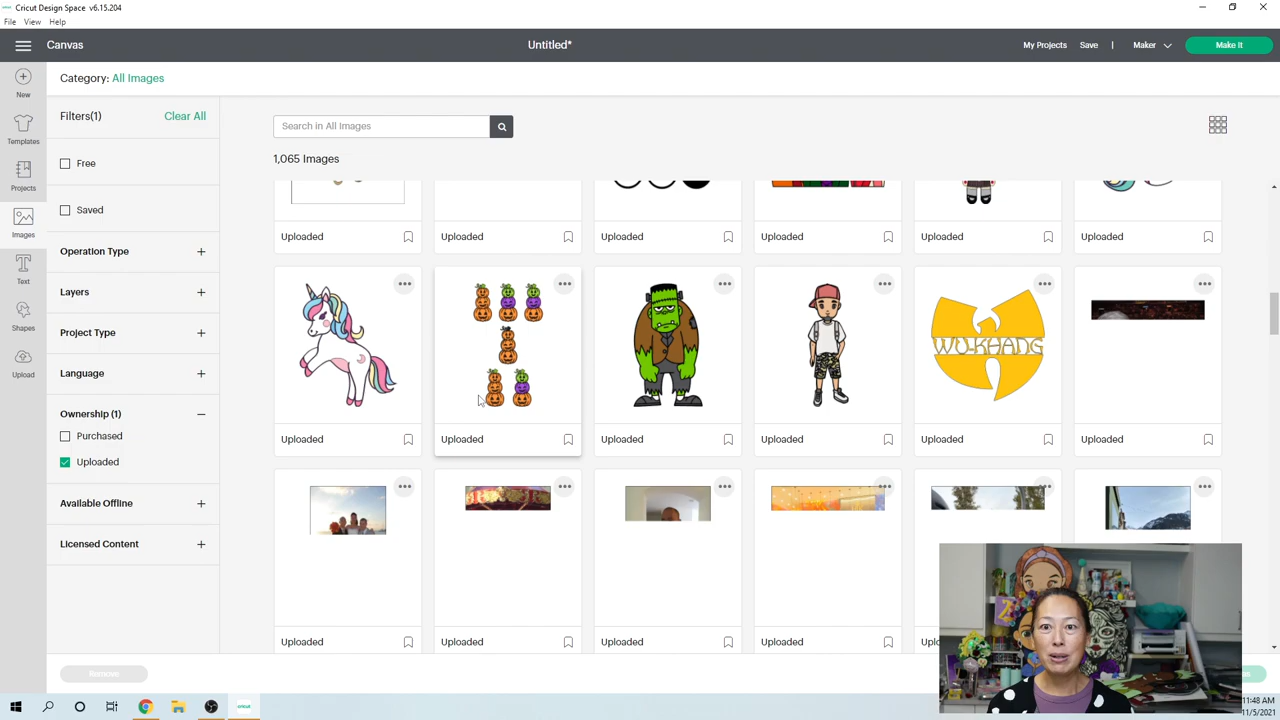 Cricut Design Space v6.15.204
File View Help
Canvas
Untitled*
My Projects Save | Maker Make It
New
Templates
Projects
Images
Text
Shapes
Upload
Category: All Images
Filters(1) Clear All
Free
Saved
Operation Type
Layers
Project Type
Language
Ownership (1)
Purchased
Uploaded
Available Offline
Licensed Content
Search in All Images
1,065 Images
Uploaded Uploaded Uploaded Uploaded Uploaded Uploaded
WU-KHANG
Uploaded Uploaded Uploaded Uploaded Uploaded Uploaded
Uploaded Uploaded Uploaded Uploaded
Remove
11:48 AM
11/5/2021